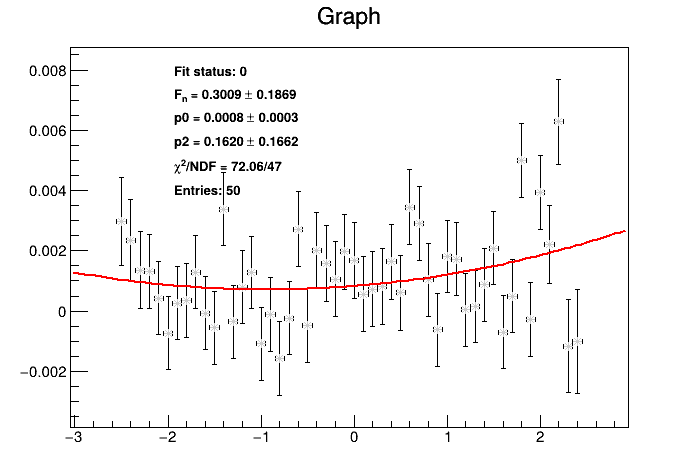 Graph
0.008
0.006
0.004
0.002
0
−0.002
Fit status: 0
Fn = 0.3009 ± 0.1869
p0 = 0.0008 ± 0.0003
p2 = 0.1620 ± 0.1662
χ²/NDF = 72.06/47
Entries: 50
−3 −2 −1 0 1 2